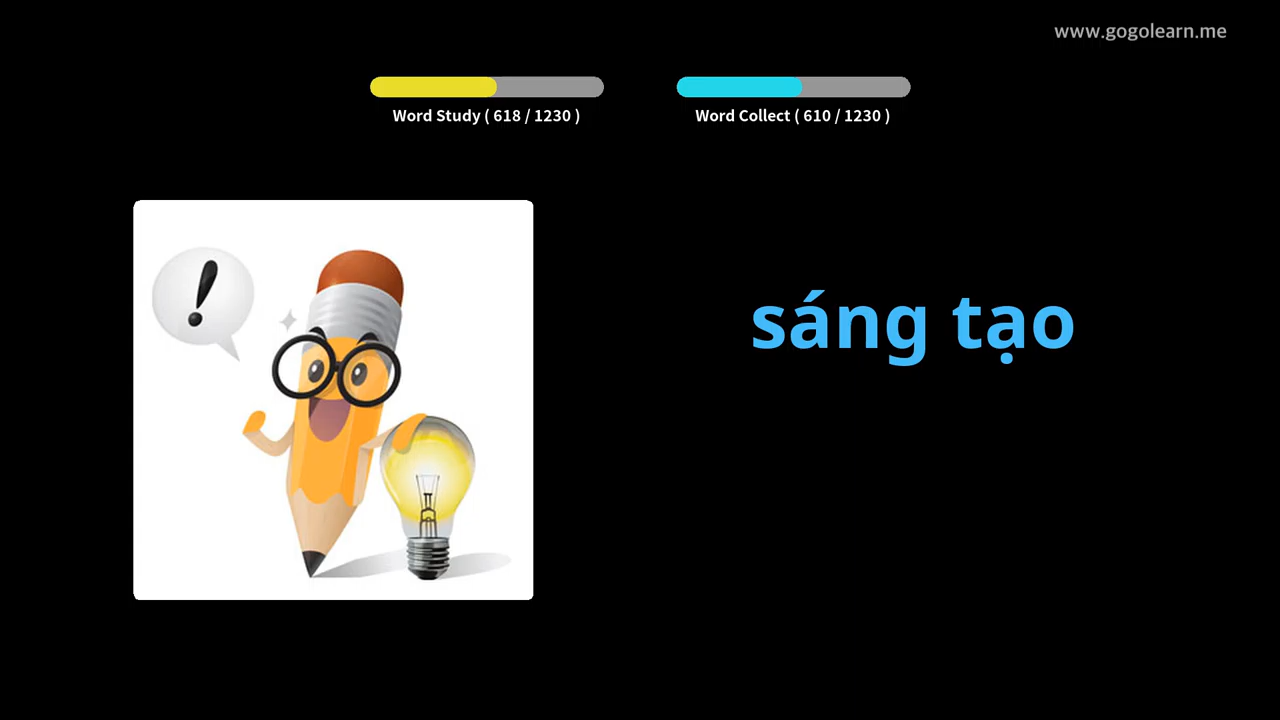 www.gogolearn.me
Word Study ( 618 / 1230 )
Word Collect ( 610 / 1230 )
!
sáng tạo